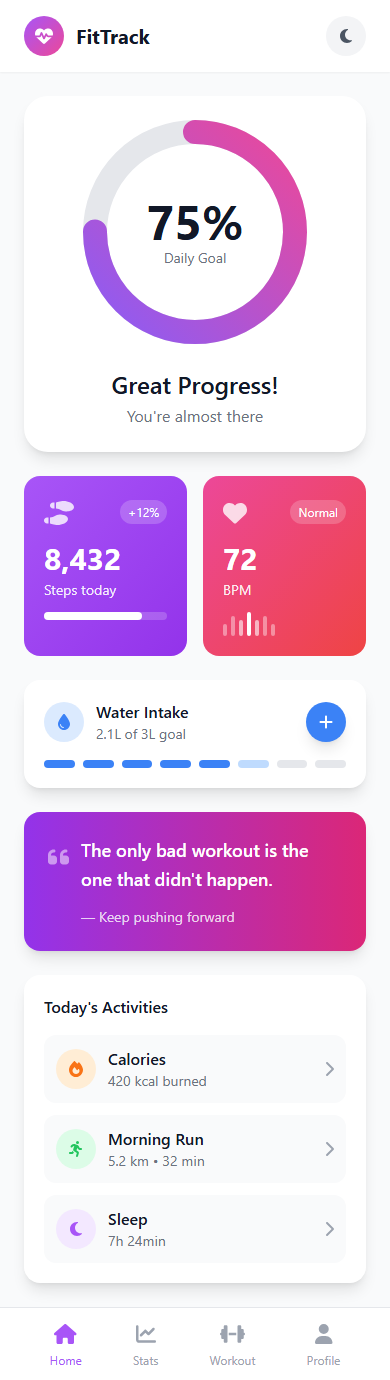 FitTrack
75%
Daily Goal
Great Progress!
You're almost there
+12%
8,432
Steps today
Normal
72
BPM
Water Intake
2.1L of 3L goal
The only bad workout is the
one that didn't happen.
— Keep pushing forward
Today's Activities
Calories
420 kcal burned
Morning Run
5.2 km • 32 min
Sleep
7h 24min
Home
Stats
Workout
Profile